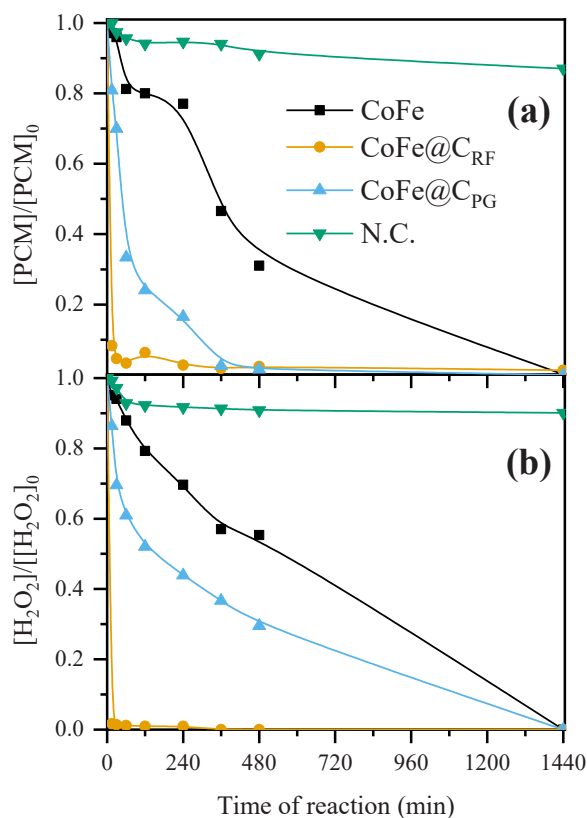 1.0
0.8
0.6
0.4
0.2
[PCM]/[PCM]0
(a)
CoFe
CoFe@CRF
CoFe@CPG
N.C.
1.0
0.8
0.6
0.4
0.2
0.0
[H2O2]/[[H2O2]0
(b)
0 240 480 720 960 1200 1440
Time of reaction (min)